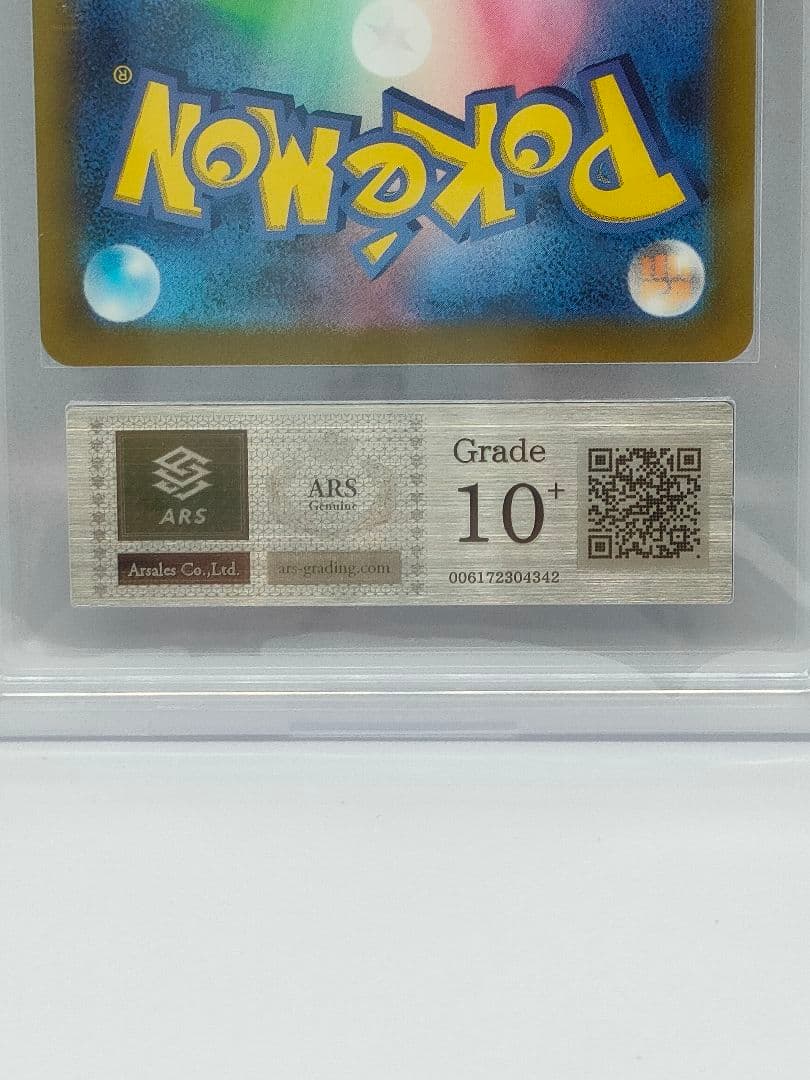 POKéMON
®
ARS
Arsales Co.,Ltd.
ARS
Genuine
ars-grading.com
Grade
10+
006172304342